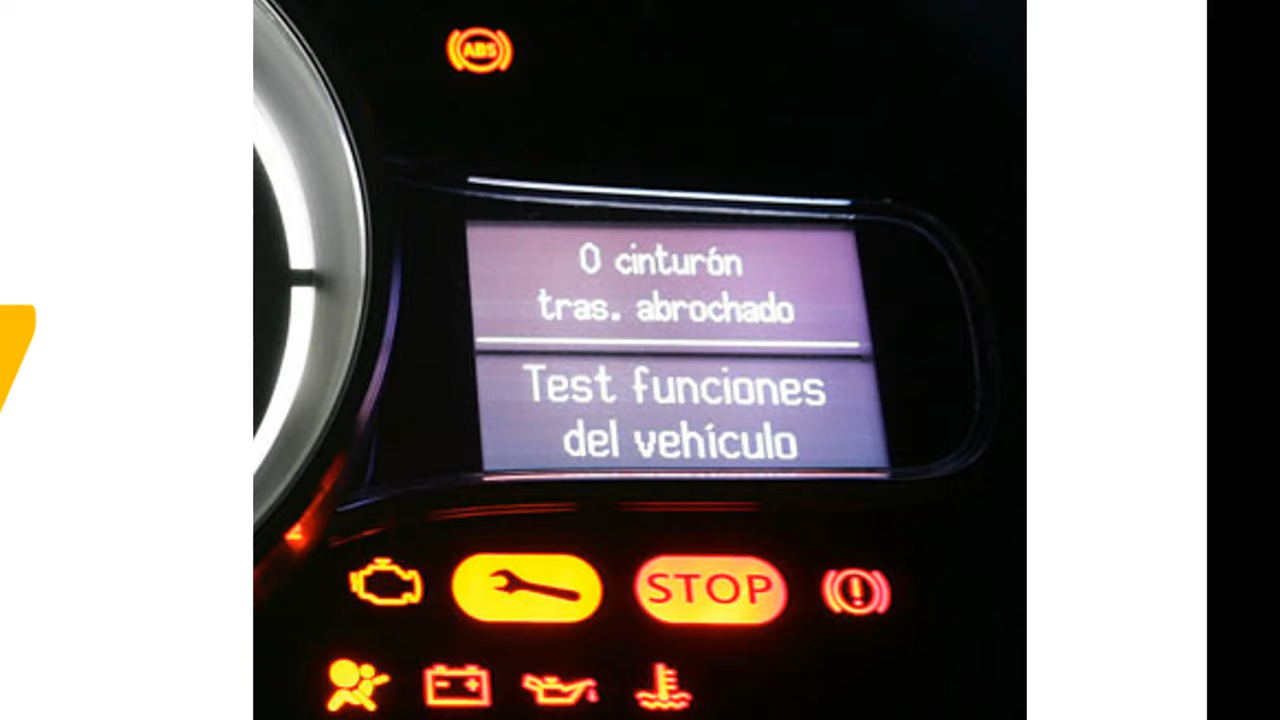 ABS
0 cinturón
tras. abrochado
Test funciones
del vehículo
STOP